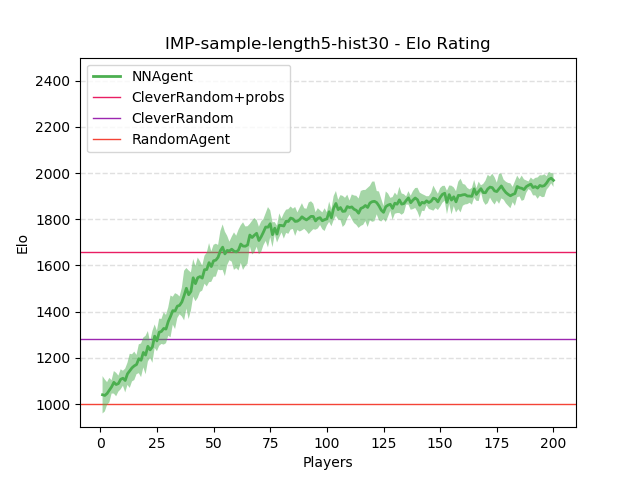 IMP-sample-length5-hist30 - Elo Rating
NNAgent
CleverRandom+probs
CleverRandom
RandomAgent
2400
2200
2000
1800
1600
1400
1200
1000
Elo
0 25 50 75 100 125 150 175 200
Players